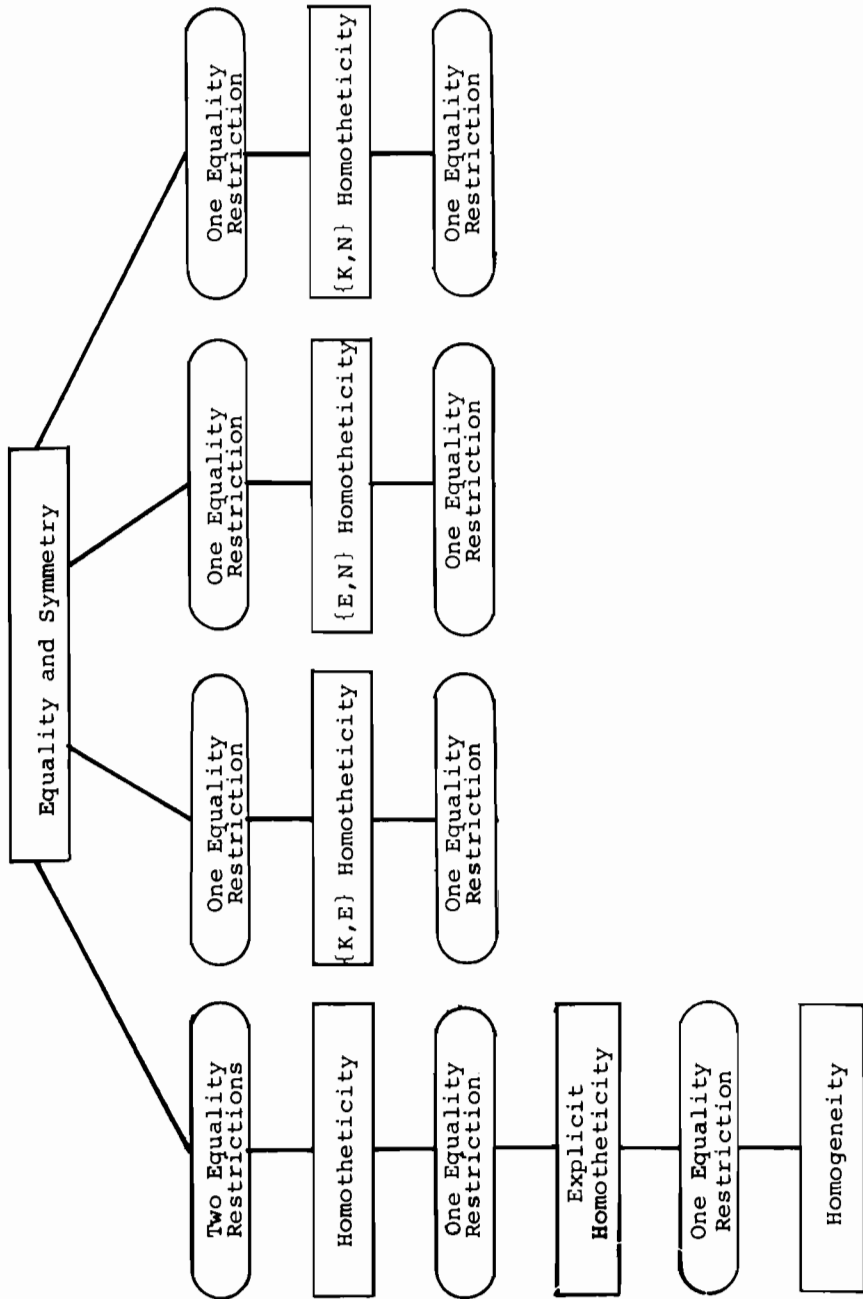 Equality and Symmetry
Two Equality
Restrictions
Homotheticity
One Equality
Restriction
Explicit
Homotheticity
One Equality
Restriction
Homogeneity
One Equality
Restriction
{K,E} Homotheticity
One Equality
Restriction
One Equality
Restriction
{E,N} Homotheticity
One Equality
Restriction
One Equality
Restriction
{K,N} Homotheticity
One Equality
Restriction